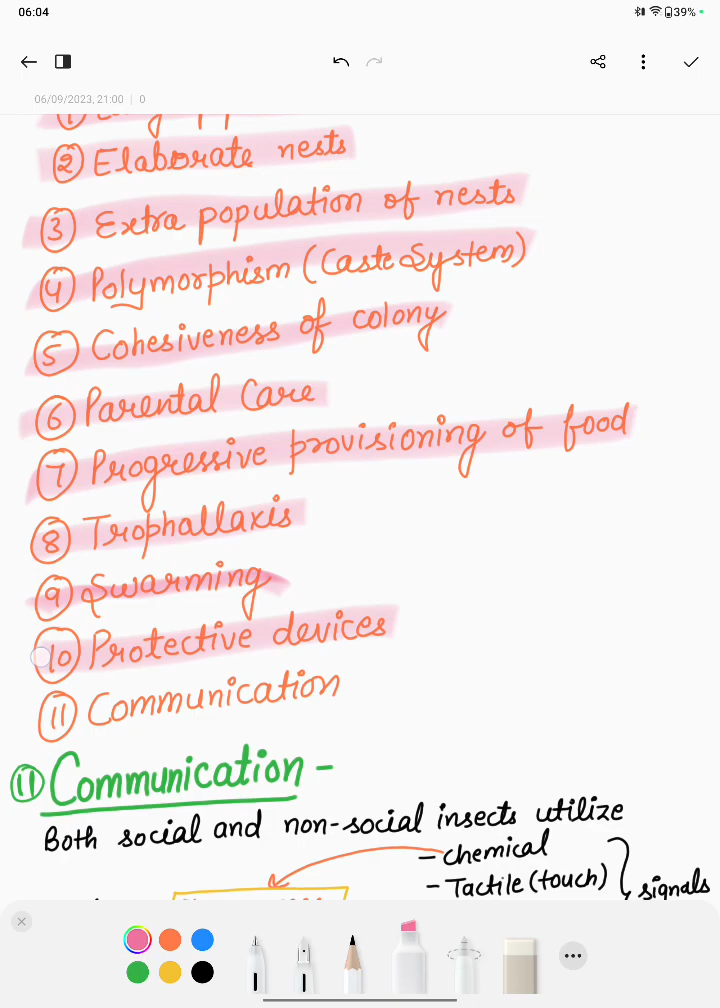 06:04
39%
06/09/2023, 21:00 | 0
①
② Elaborate nests
③ Extra population of nests
④ Polymorphism (Caste System)
⑤ Cohesiveness of colony
⑥ Parental Care
⑦ Progressive provisioning of food
⑧ Trophallaxis
⑨ Swarming
⑩ Protective devices
⑪ Communication
⑪ Communication -
Both social and non-social insects utilize
- chemical
- Tactile (touch)
signals